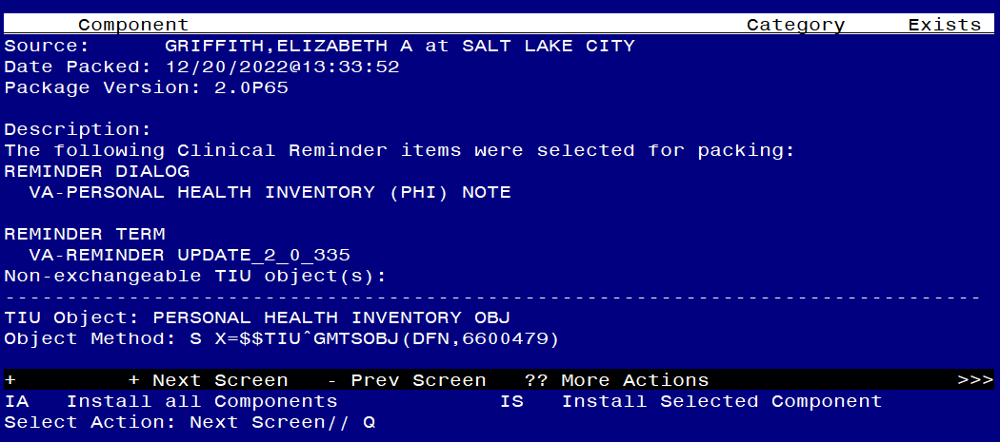 Component Category Exists
Source: GRIFFITH,ELIZABETH A at SALT LAKE CITY
Date Packed: 12/20/2022@13:33:52
Package Version: 2.0P65
Description:
The following Clinical Reminder items were selected for packing:
REMINDER DIALOG
VA-PERSONAL HEALTH INVENTORY (PHI) NOTE
REMINDER TERM
VA-REMINDER UPDATE_2_0_335
Non-exchangeable TIU object(s):
-------------------------------------------------------------------------------
TIU Object: PERSONAL HEALTH INVENTORY OBJ
Object Method: S X=$$TIU^GMTSOBJ(DFN,6600479)
+ + Next Screen - Prev Screen ?? More Actions >>>
IA Install all Components IS Install Selected Component
Select Action: Next Screen// Q